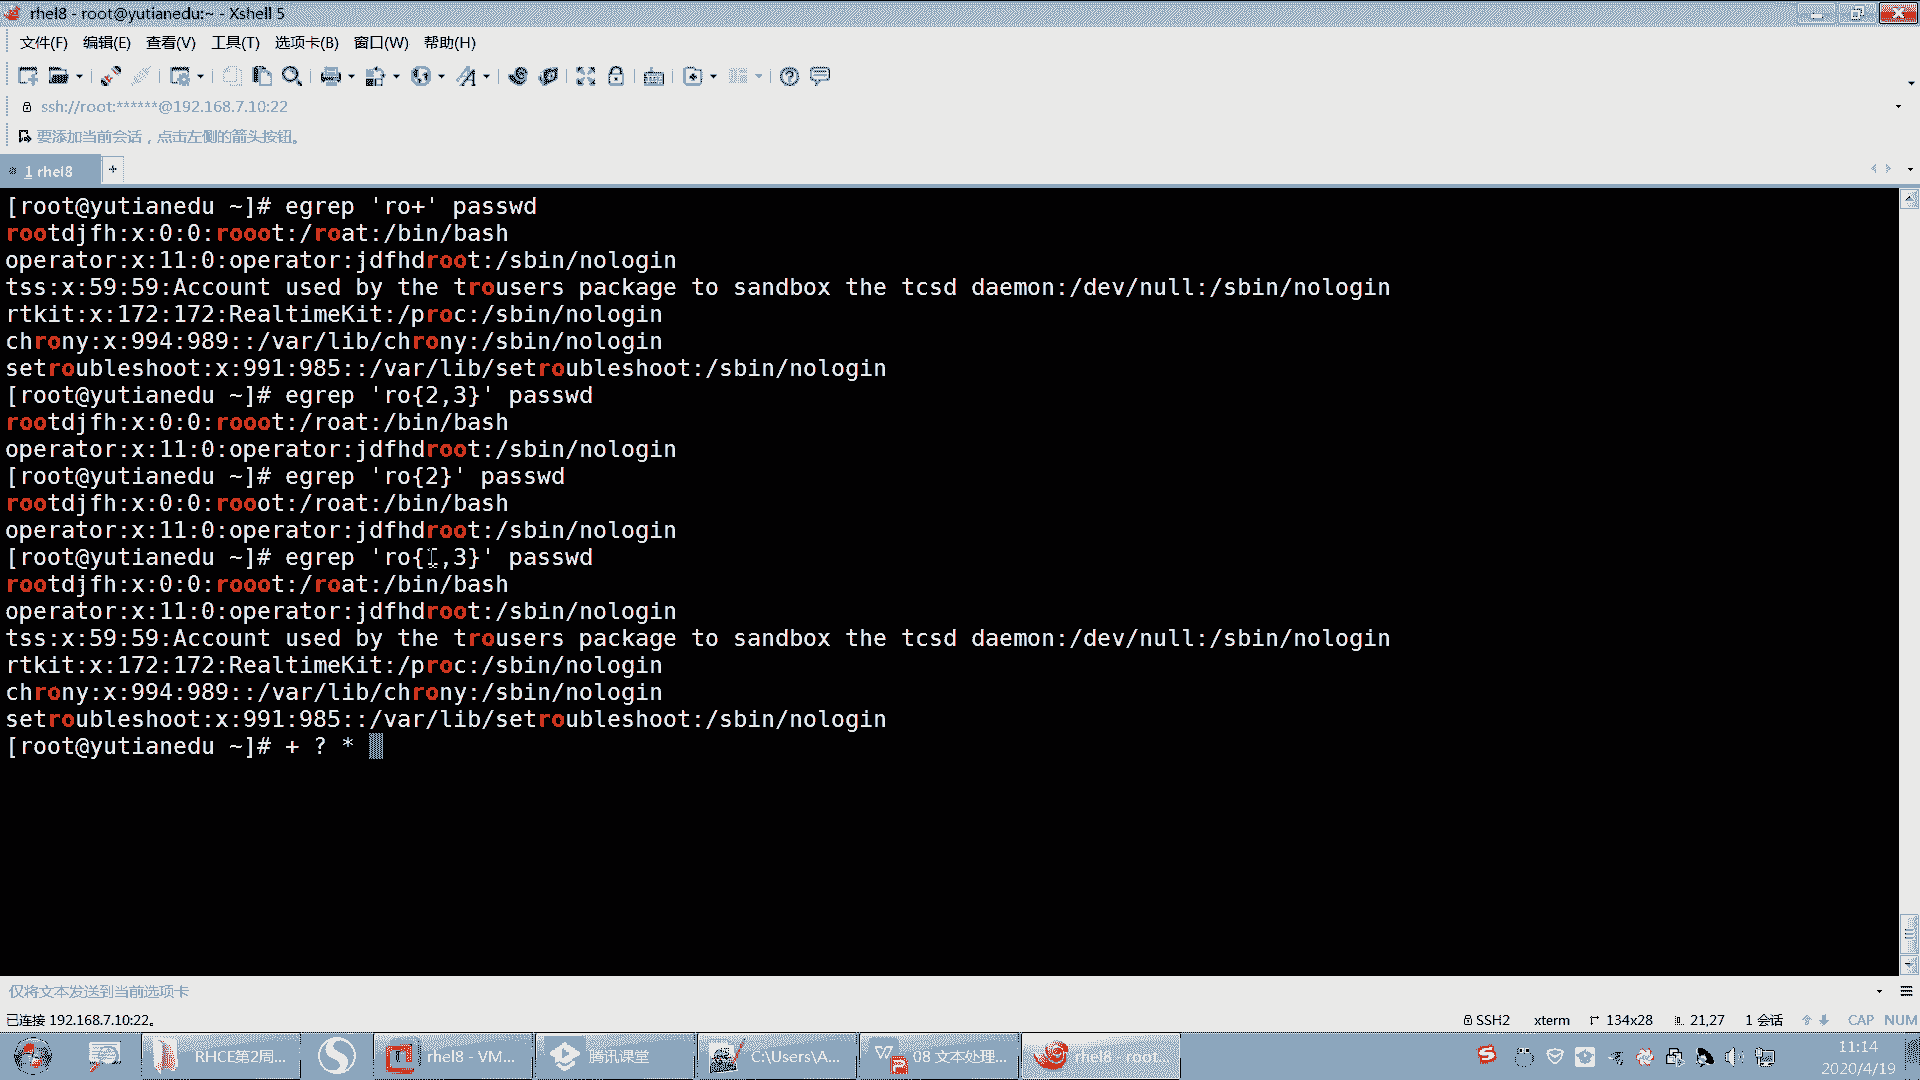 rhel8 - root@yutianedu:~ - Xshell 5
文件(F) 编辑(E) 查看(V) 工具(T) 选项卡(B) 窗口(W) 帮助(H)
ssh://root:******@192.168.7.10:22
要添加当前会话，点击左侧的箭头按钮。
1 rhel8
[root@yutianedu ~]# egrep 'ro+' passwd
rootdjfh:x:0:0:rooot:/roat:/bin/bash
operator:x:11:0:operator:jdfhdroot:/sbin/nologin
tss:x:59:59:Account used by the trousers package to sandbox the tcsd daemon:/dev/null:/sbin/nologin
rtkit:x:172:172:RealtimeKit:/proc:/sbin/nologin
chrony:x:994:989::/var/lib/chrony:/sbin/nologin
setroubleshoot:x:991:985::/var/lib/setroubleshoot:/sbin/nologin
[root@yutianedu ~]# egrep 'ro{2,3}' passwd
rootdjfh:x:0:0:rooot:/roat:/bin/bash
operator:x:11:0:operator:jdfhdroot:/sbin/nologin
[root@yutianedu ~]# egrep 'ro{2}' passwd
rootdjfh:x:0:0:rooot:/roat:/bin/bash
operator:x:11:0:operator:jdfhdroot:/sbin/nologin
[root@yutianedu ~]# egrep 'ro{,3}' passwd
rootdjfh:x:0:0:rooot:/roat:/bin/bash
operator:x:11:0:operator:jdfhdroot:/sbin/nologin
tss:x:59:59:Account used by the trousers package to sandbox the tcsd daemon:/dev/null:/sbin/nologin
rtkit:x:172:172:RealtimeKit:/proc:/sbin/nologin
chrony:x:994:989::/var/lib/chrony:/sbin/nologin
setroubleshoot:x:991:985::/var/lib/setroubleshoot:/sbin/nologin
[root@yutianedu ~]# + ? *
仅将文本发送到当前选项卡
已连接 192.168.7.10:22。 SSH2 xterm 134x28 21,27 1 会话 CAP NUM
RHCE第2周... rhel8 - VM... 腾讯课堂 C:\Users\A... 08 文本处理... rhel8 - root... 11:14
2020/4/19